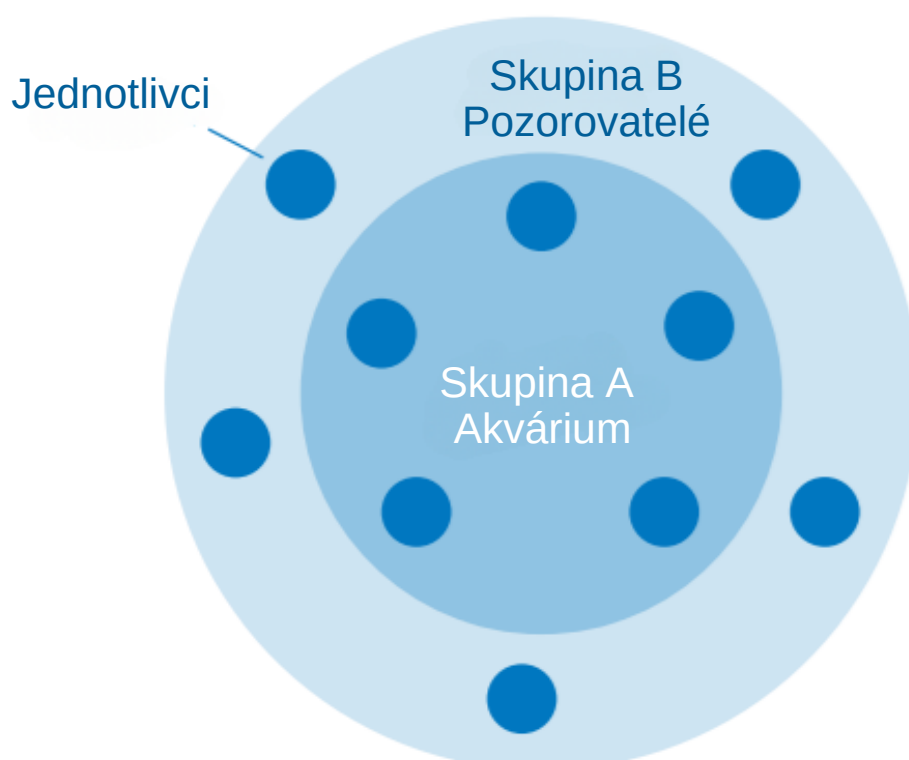 Jednotlivci
Skupina B
Pozorovatelé
Skupina A
Akvárium